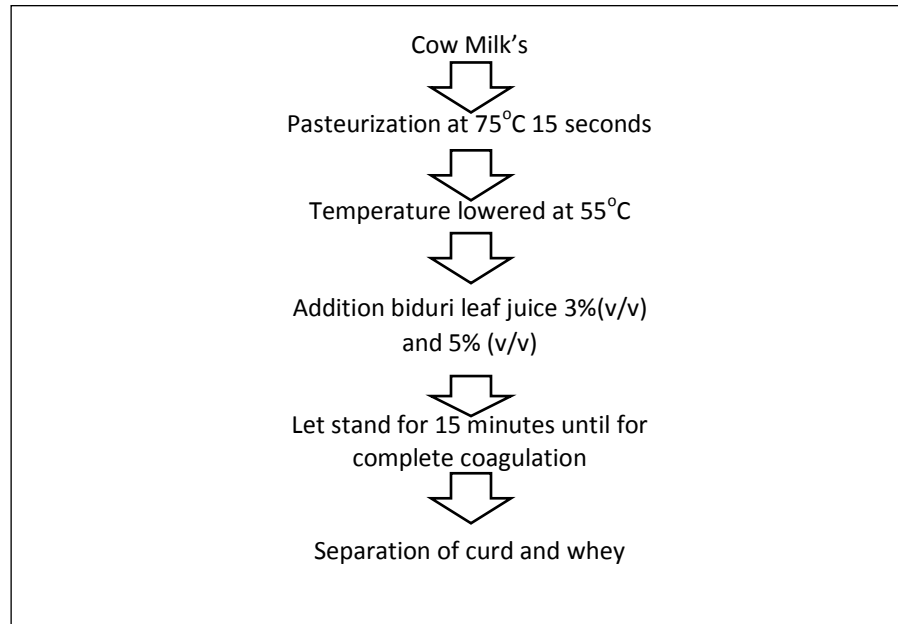 Cow Milk’s
Pasteurization at 75°C 15 seconds
Temperature lowered at 55°C
Addition biduri leaf juice 3%(v/v)
and 5% (v/v)
Let stand for 15 minutes until for
complete coagulation
Separation of curd and whey